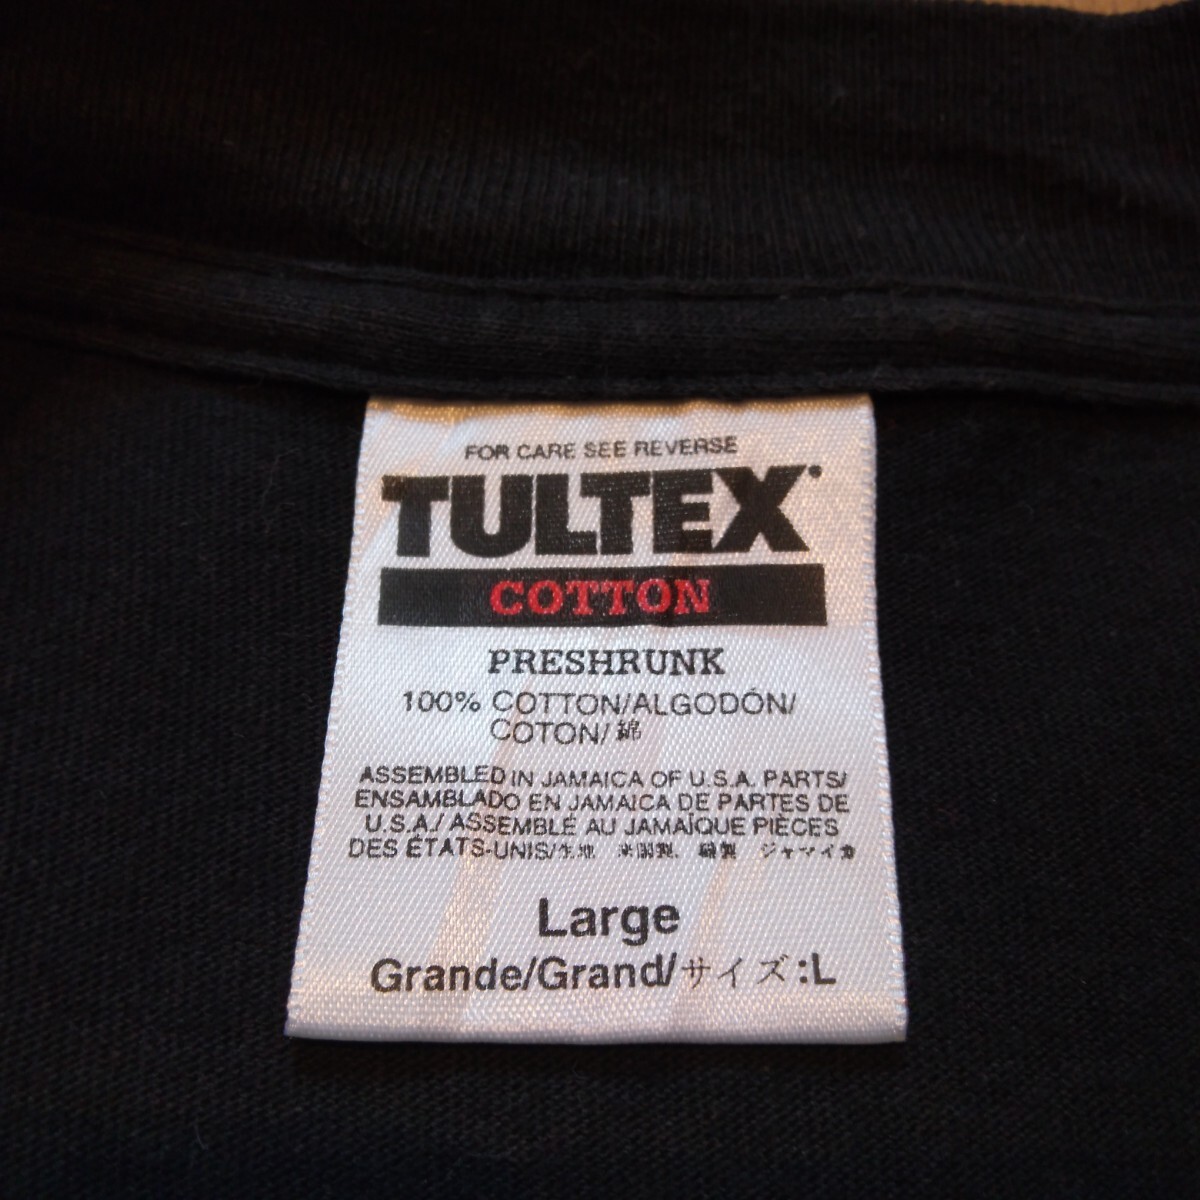 FOR CARE SEE REVERSE
TULTEX
COTTON
PRESHRUNK
100% COTTON/ALGODÓN/
COTON/綿
ASSEMBLED IN JAMAICA OF U.S.A. PARTS/
ENSAMBLADO EN JAMAICA DE PARTES DE
U.S.A./ASSEMBLÉ AU JAMAÏQUE PIÈCES
DES ÉTATS-UNIS/生地 米国製. 縫製 ジャマイカ
Large
Grande/Grand/サイズ:L